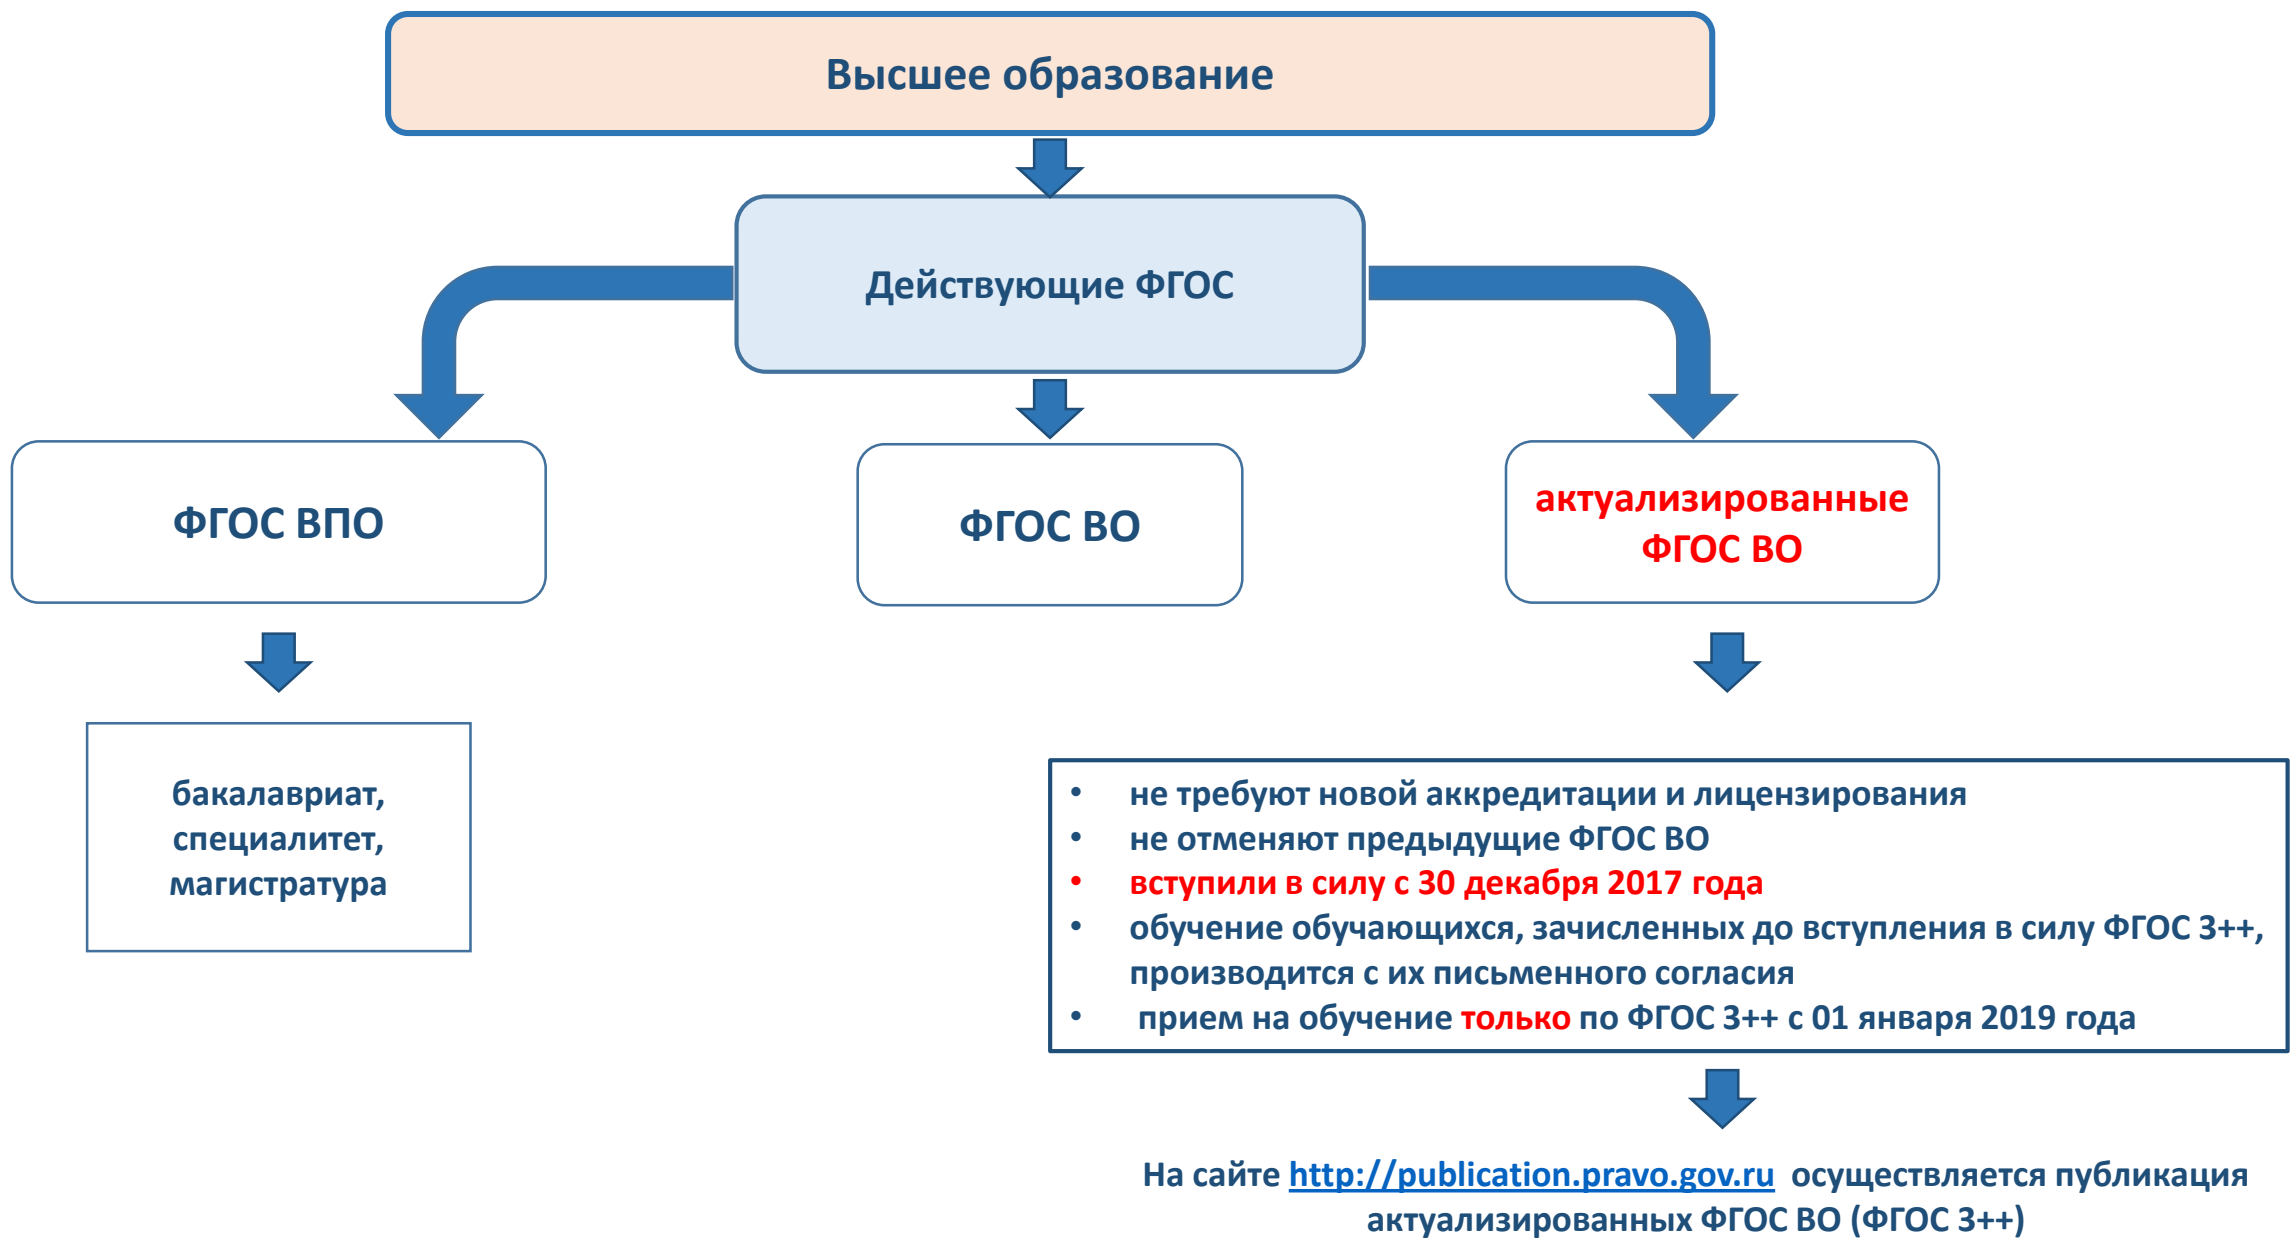 Высшее образование
Действующие ФГОС
ФГОС ВПО
ФГОС ВО
актуализированные
ФГОС ВО
бакалавриат,
специалитет,
магистратура
• не требуют новой аккредитации и лицензирования
• не отменяют предыдущие ФГОС ВО
• вступили в силу с 30 декабря 2017 года
• обучение обучающихся, зачисленных до вступления в силу ФГОС 3++,
производится с их письменного согласия
• прием на обучение только по ФГОС 3++ с 01 января 2019 года
На сайте http://publication.pravo.gov.ru осуществляется публикация
актуализированных ФГОС ВО (ФГОС 3++)